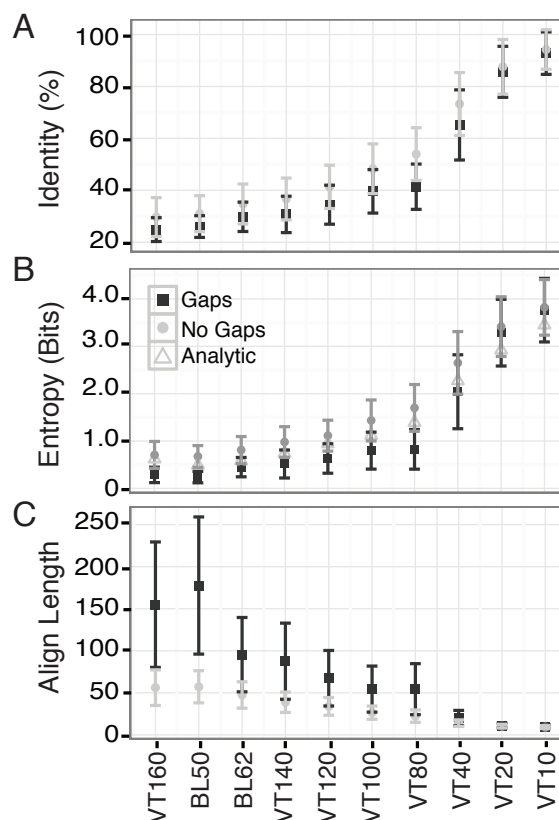 A
Identity (%)
100
80
60
40
20
B
Entropy (Bits)
4.0
3.0
2.0
1.0
0
Gaps
No Gaps
Analytic
C
Align Length
250
200
150
100
50
0
VT160
BL50
BL62
VT140
VT120
VT100
VT80
VT40
VT20
VT10